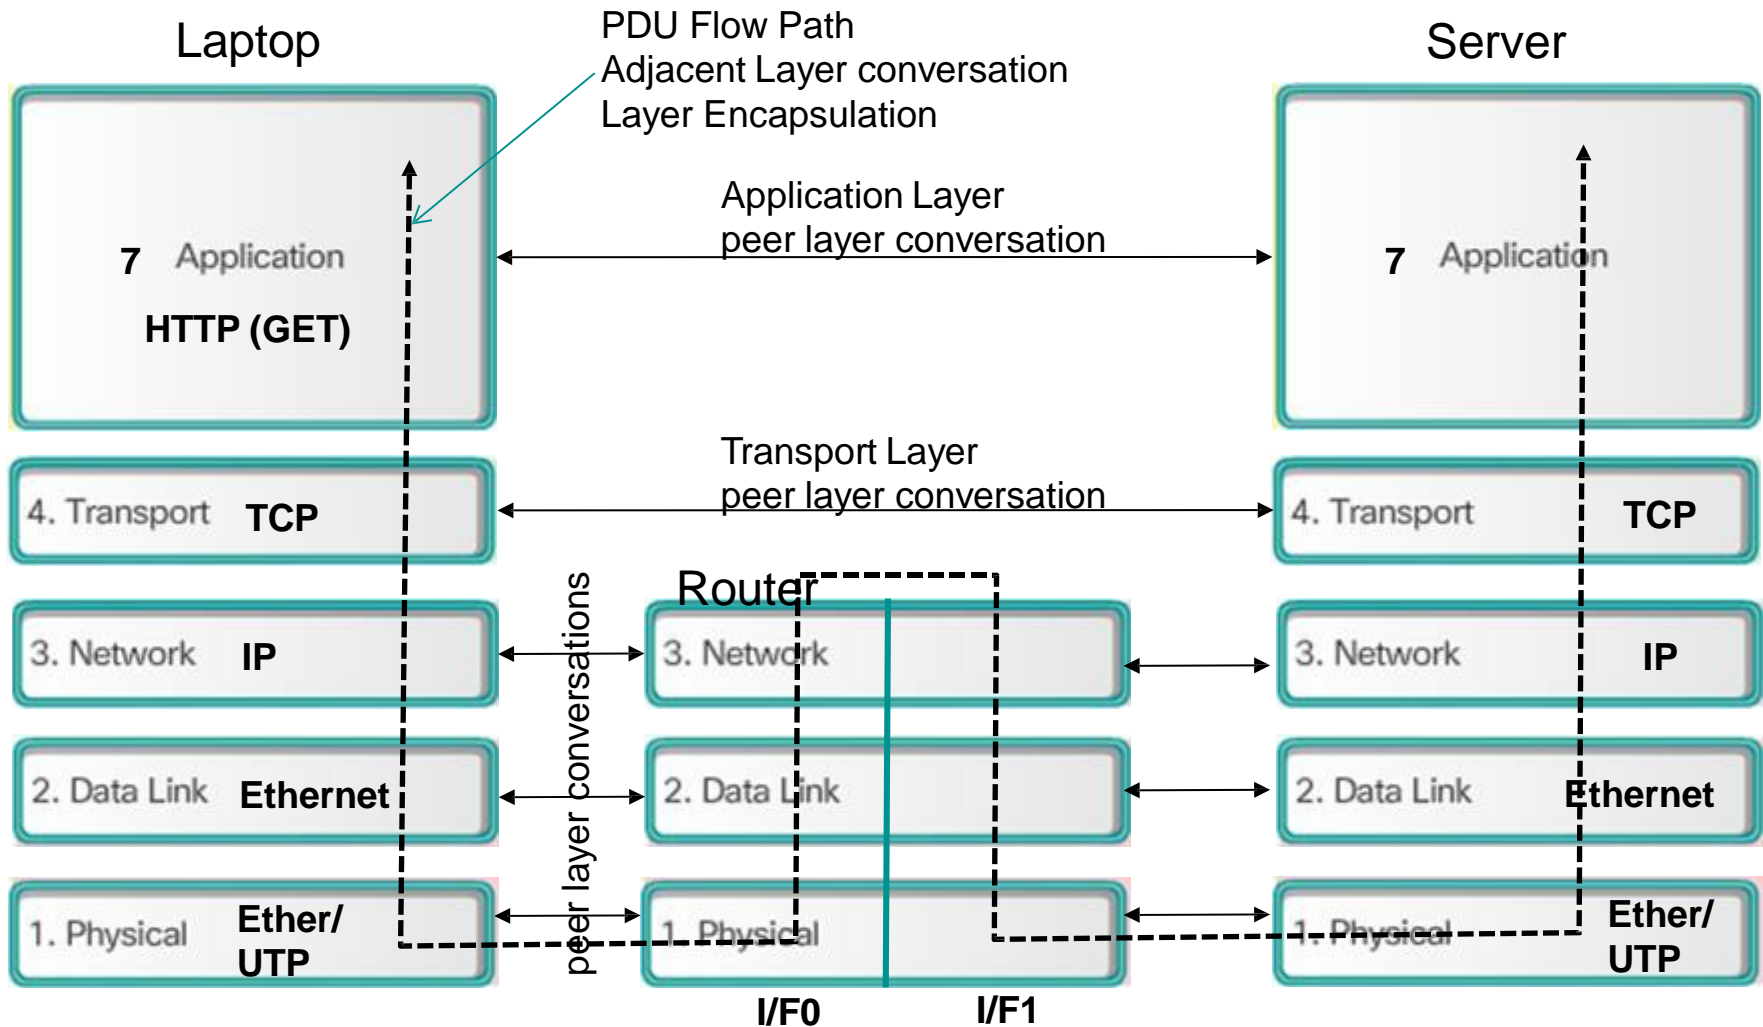 Laptop
PDU Flow Path
Adjacent Layer conversation
Layer Encapsulation
Server
Application Layer
peer layer conversation
7 Application
HTTP (GET)
7 Application
Transport Layer
peer layer conversation
4. Transport TCP
4. Transport TCP
peer layer conversations
Router
3. Network IP
3. Network
3. Network IP
2. Data Link Ethernet
2. Data Link
2. Data Link Ethernet
1. Physical Ether/
UTP
1. Physical
1. Physical Ether/
UTP
I/F0 I/F1